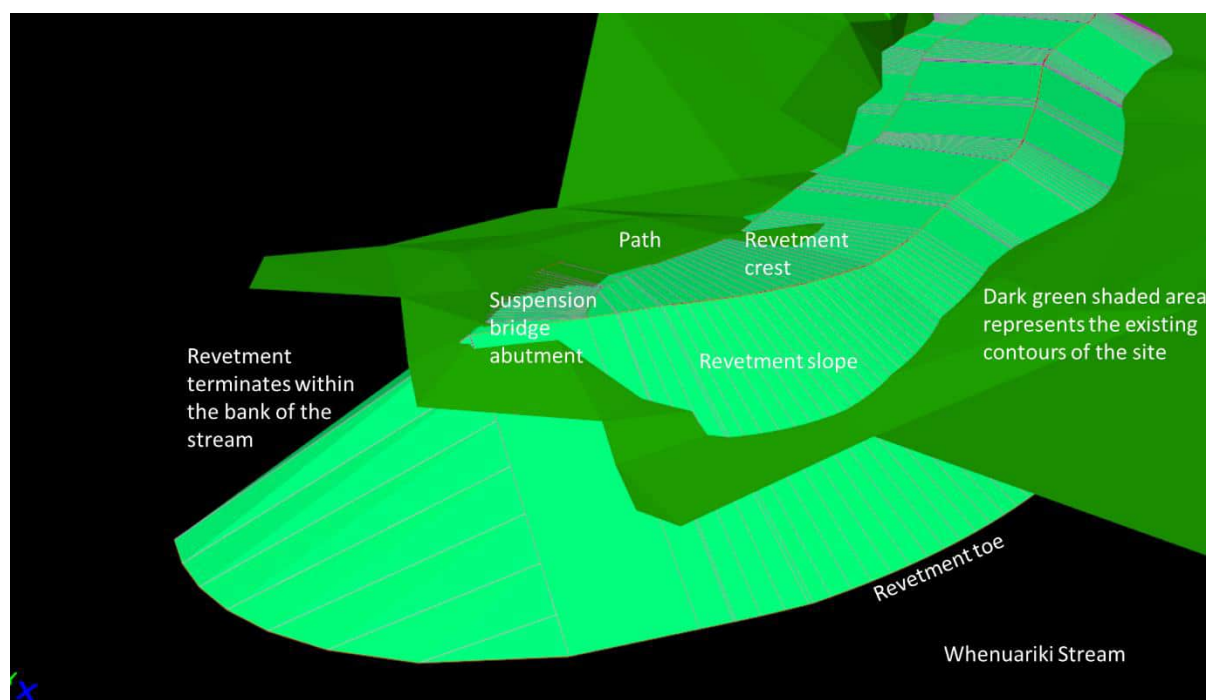 Path
Revetment
crest
Suspension
bridge
abutment
Dark green shaded area
represents the existing
contours of the site
Revetment
terminates within
the bank of the
stream
Revetment slope
Revetment toe
Whenuariki Stream
X